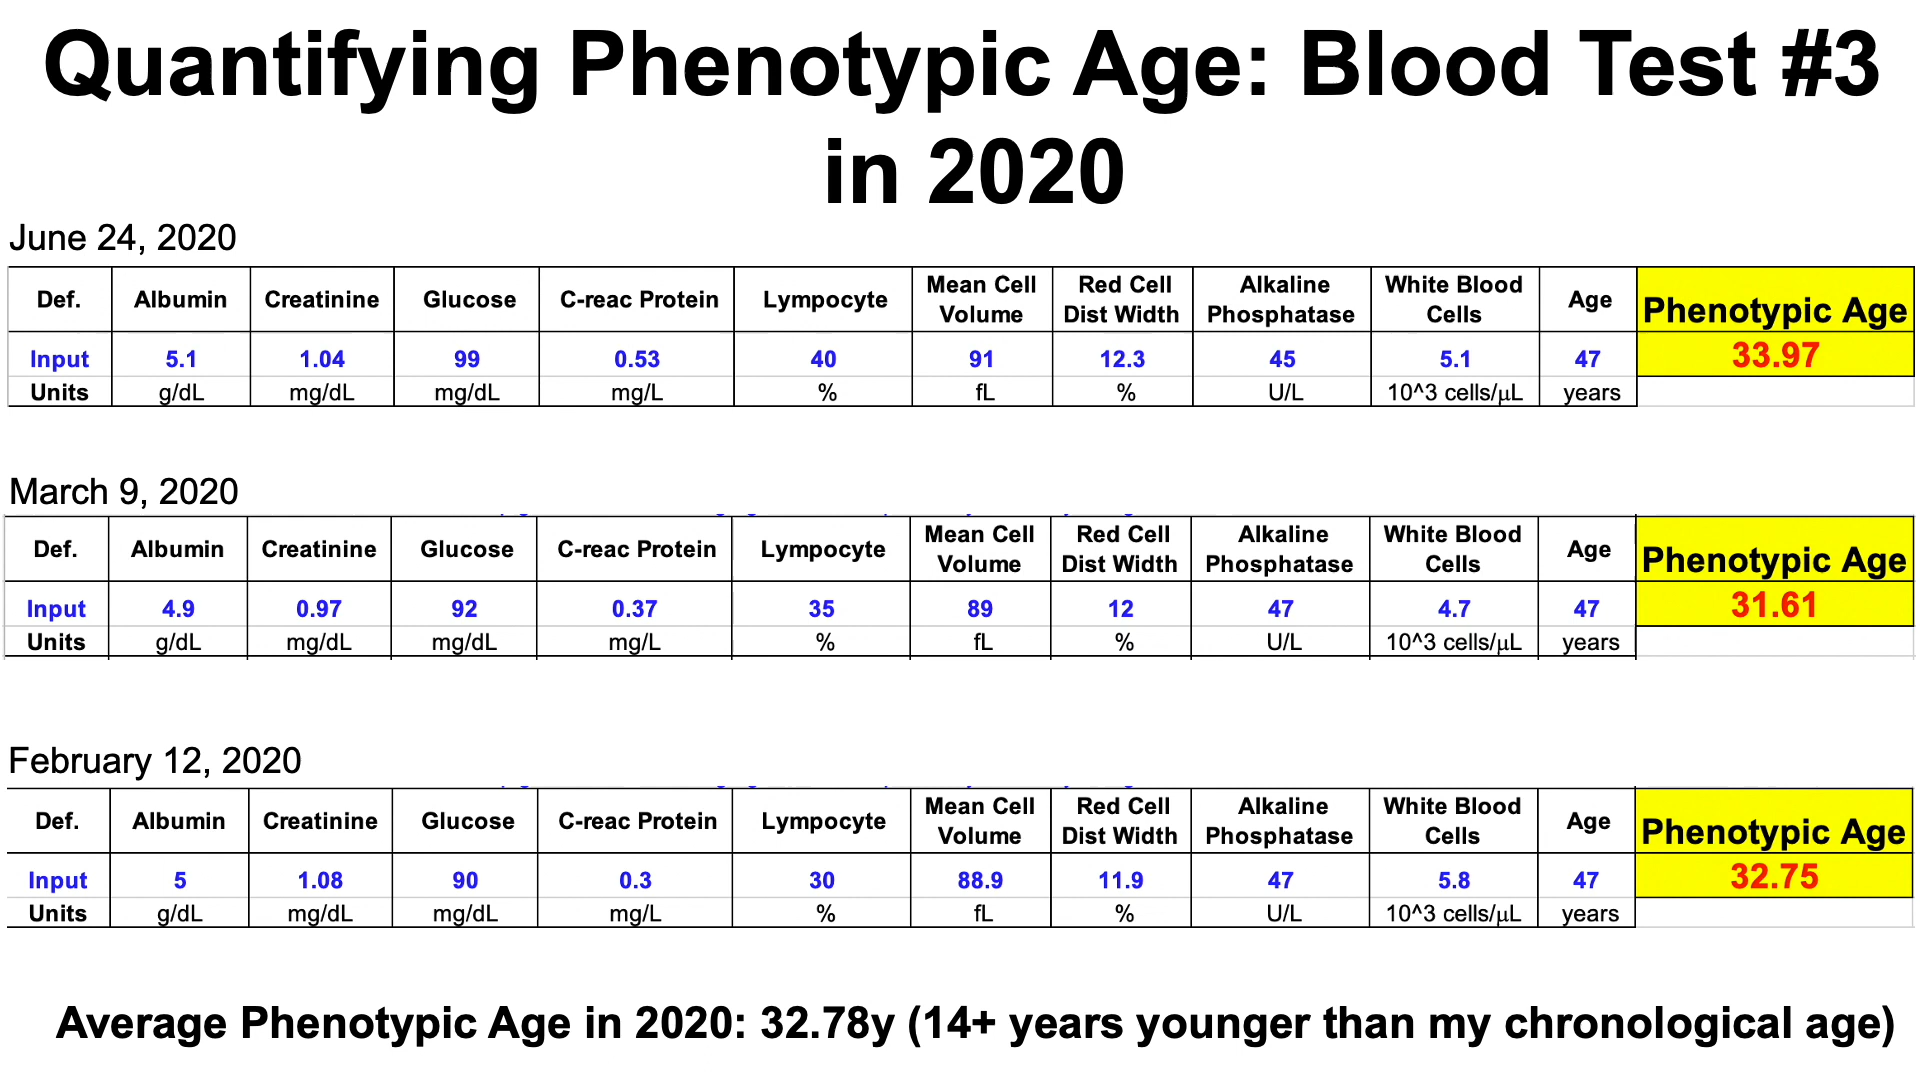 Quantifying Phenotypic Age: Blood Test #3
in 2020
June 24, 2020
Def. Albumin Creatinine Glucose C-reac Protein Lympocyte Mean Cell Volume Red Cell Dist Width Alkaline Phosphatase White Blood Cells Age Phenotypic Age
Input 5.1 1.04 99 0.53 40 91 12.3 45 5.1 47 33.97
Units g/dL mg/dL mg/dL mg/L % fL % U/L 10^3 cells/µL years
March 9, 2020
Def. Albumin Creatinine Glucose C-reac Protein Lympocyte Mean Cell Volume Red Cell Dist Width Alkaline Phosphatase White Blood Cells Age Phenotypic Age
Input 4.9 0.97 92 0.37 35 89 12 47 4.7 47 31.61
Units g/dL mg/dL mg/dL mg/L % fL % U/L 10^3 cells/µL years
February 12, 2020
Def. Albumin Creatinine Glucose C-reac Protein Lympocyte Mean Cell Volume Red Cell Dist Width Alkaline Phosphatase White Blood Cells Age Phenotypic Age
Input 5 1.08 90 0.3 30 88.9 11.9 47 5.8 47 32.75
Units g/dL mg/dL mg/dL mg/L % fL % U/L 10^3 cells/µL years
Average Phenotypic Age in 2020: 32.78y (14+ years younger than my chronological age)